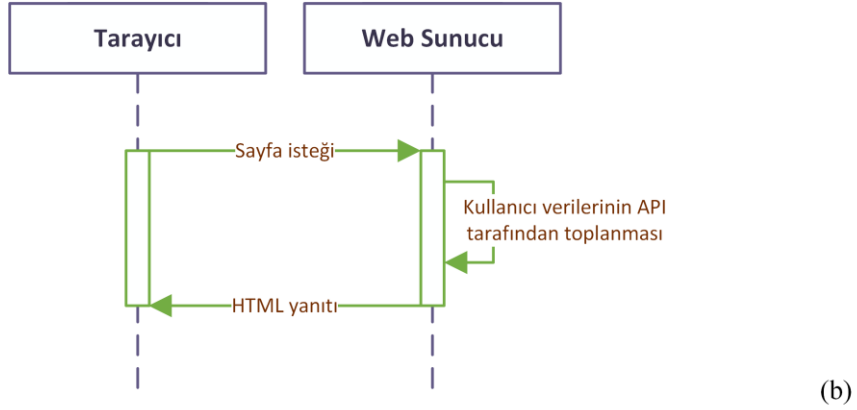 Tarayıcı
Web Sunucu
Sayfa isteği
Kullanıcı verilerinin API
tarafından toplanması
HTML yanıtı
(b)